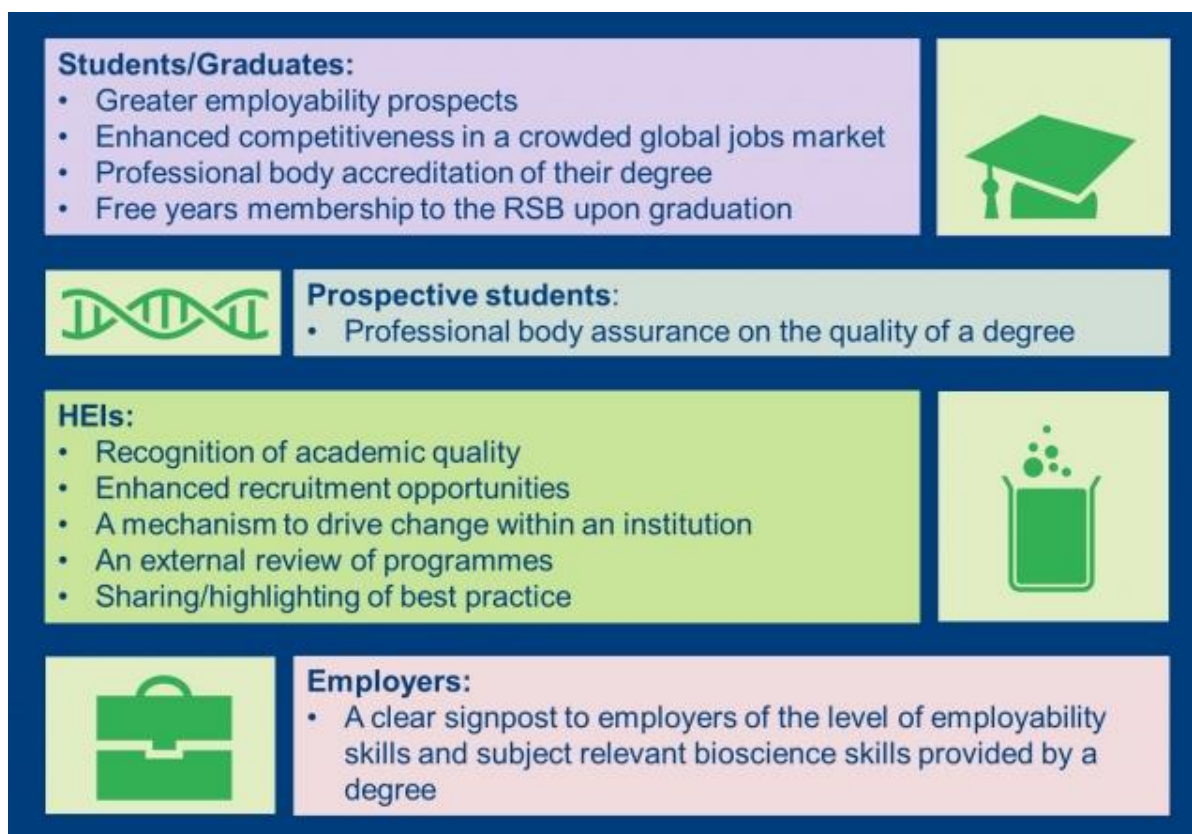 Students/Graduates:
• Greater employability prospects
• Enhanced competitiveness in a crowded global jobs market
• Professional body accreditation of their degree
• Free years membership to the RSB upon graduation
Prospective students:
• Professional body assurance on the quality of a degree
HEIs:
• Recognition of academic quality
• Enhanced recruitment opportunities
• A mechanism to drive change within an institution
• An external review of programmes
• Sharing/highlighting of best practice
Employers:
• A clear signpost to employers of the level of employability
skills and subject relevant bioscience skills provided by a
degree